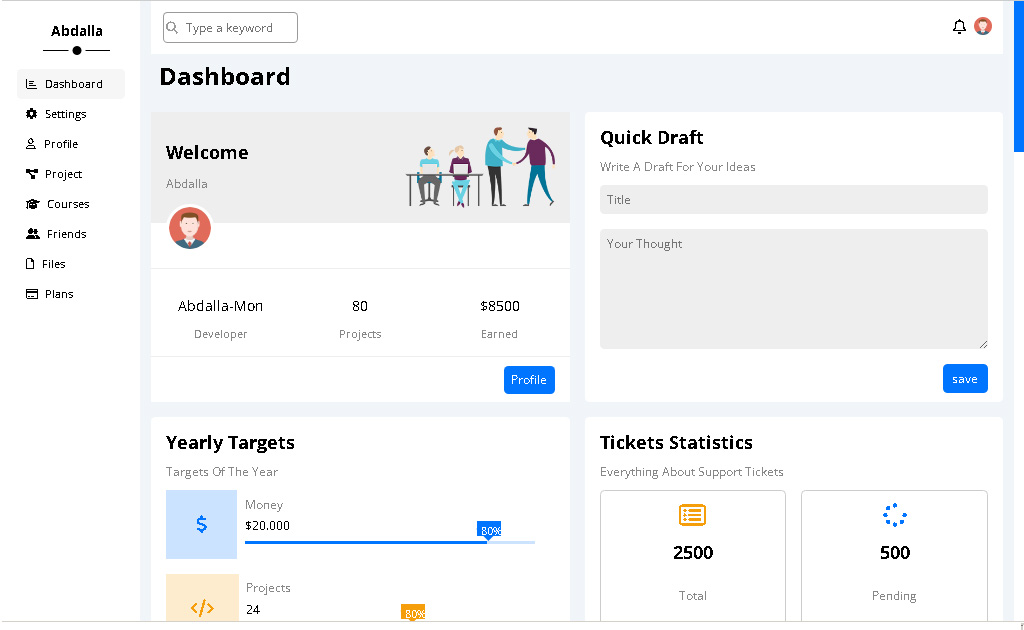 Abdalla
Type a keyword
Dashboard
Settings
Profile
Project
Courses
Friends
Files
Plans
Dashboard
Welcome
Abdalla
Abdalla-Mon
80
$8500
Developer
Projects
Earned
Profile
Quick Draft
Write A Draft For Your Ideas
Title
Your Thought
save
Yearly Targets
Targets Of The Year
Money
$20.000
80%
Projects
24
80%
Tickets Statistics
Everything About Support Tickets
2500
Total
500
Pending